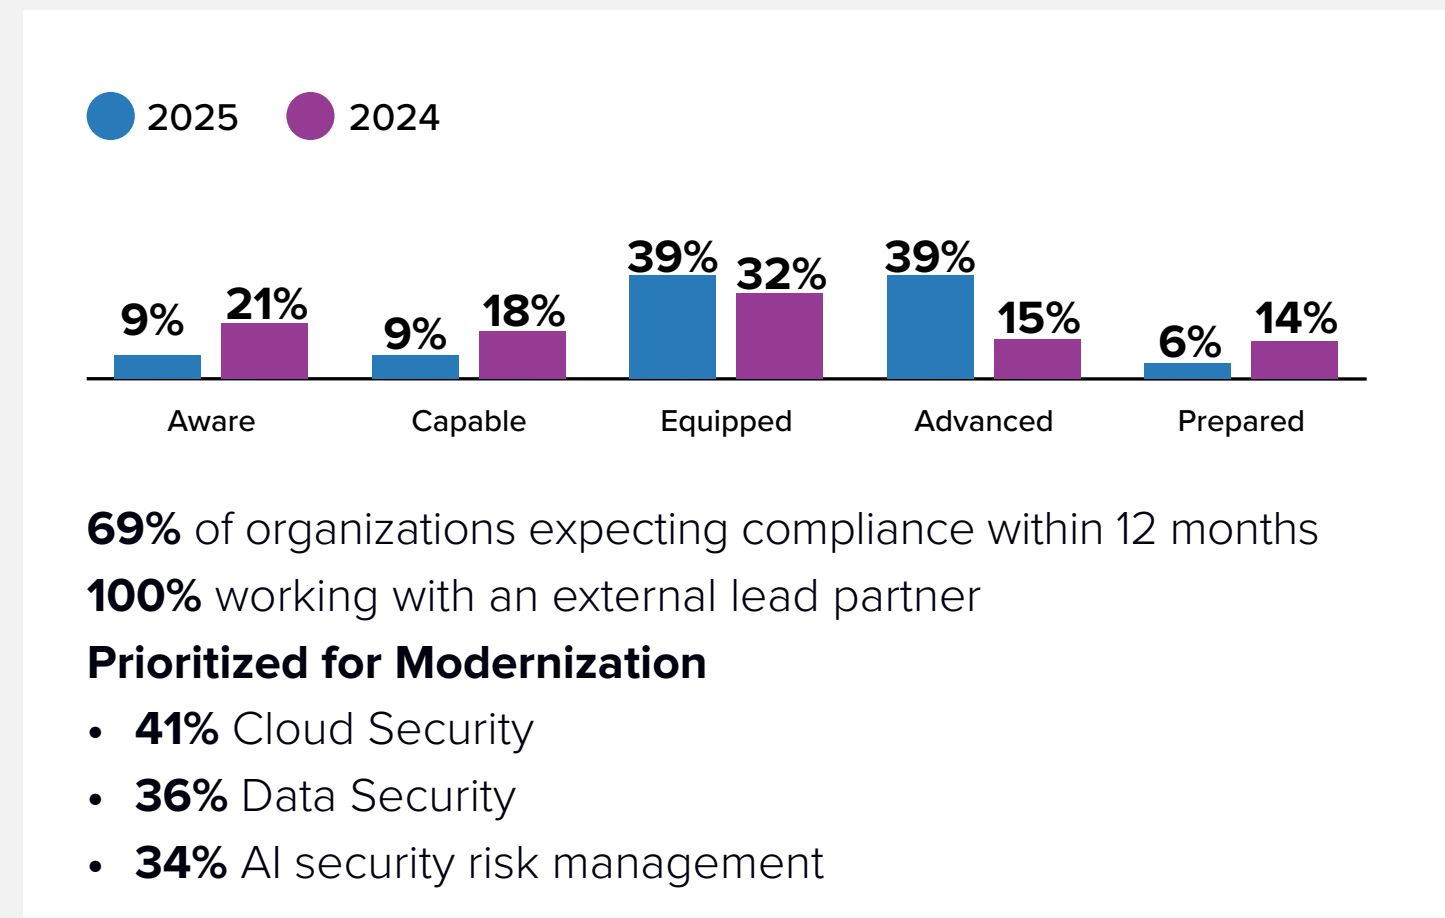 2025 2024
9% 21% 9% 18% 39% 32% 39% 15% 6% 14%
Aware Capable Equipped Advanced Prepared
69% of organizations expecting compliance within 12 months
100% working with an external lead partner
Prioritized for Modernization
• 41% Cloud Security
• 36% Data Security
• 34% AI security risk management